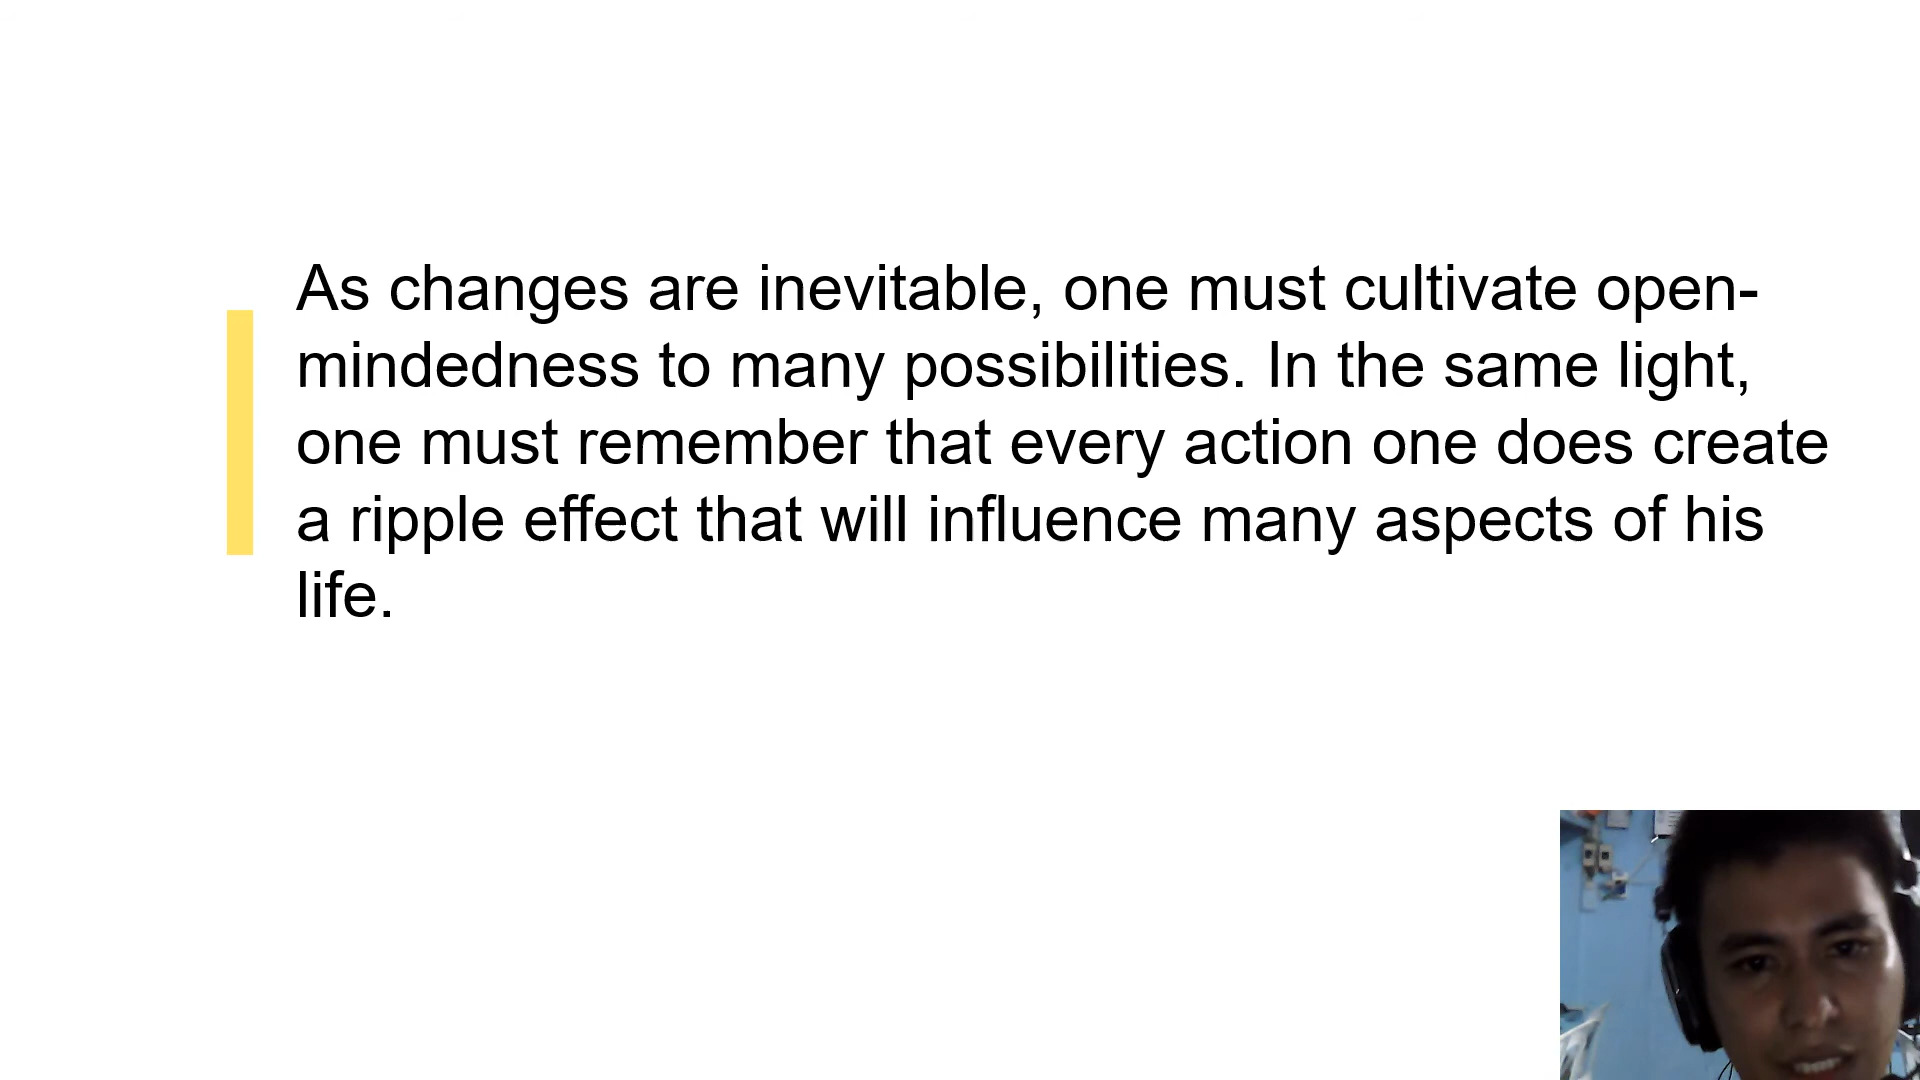 As changes are inevitable, one must cultivate open-
mindedness to many possibilities. In the same light,
one must remember that every action one does create
a ripple effect that will influence many aspects of his
life.